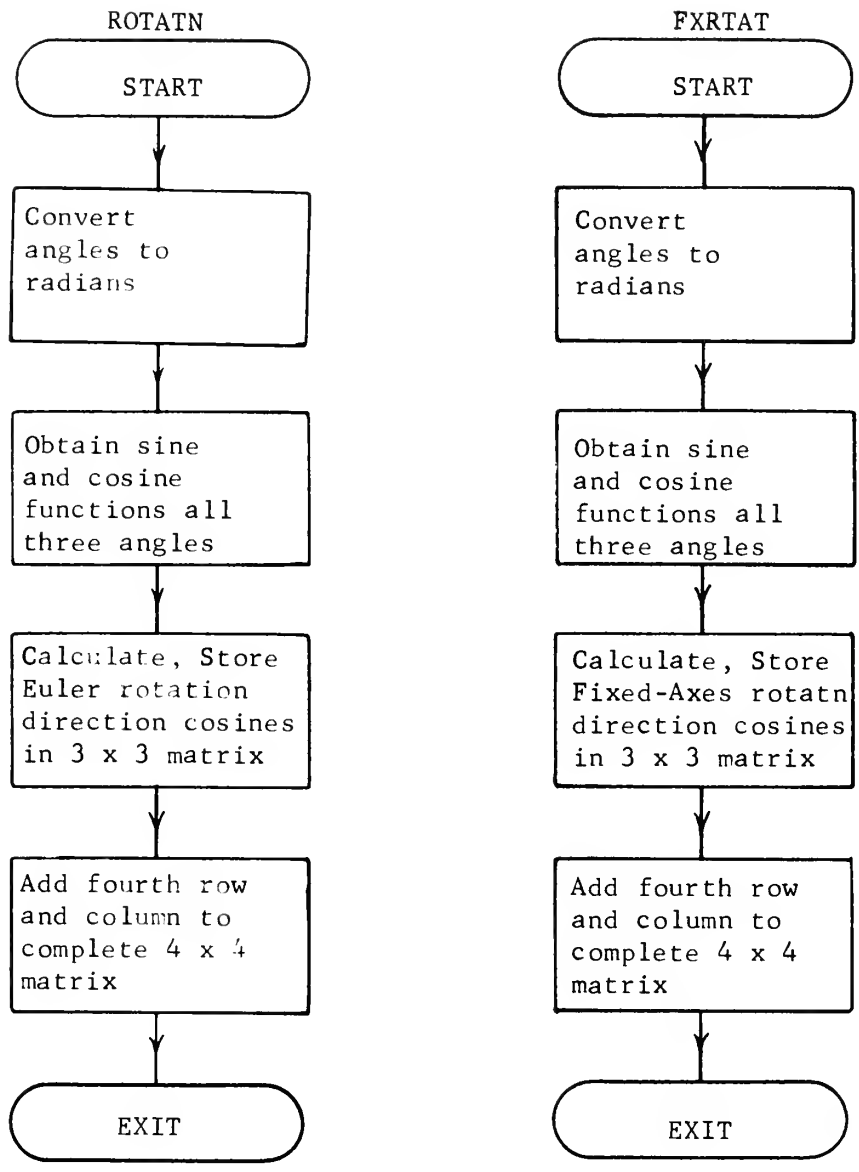 ROTATN
START
Convert
angles to
radians
Obtain sine
and cosine
functions all
three angles
Calculate, Store
Euler rotation
direction cosines
in 3 x 3 matrix
Add fourth row
and column to
complete 4 x 4
matrix
EXIT
FXRTAT
START
Convert
angles to
radians
Obtain sine
and cosine
functions all
three angles
Calculate, Store
Fixed-Axes rotatn
direction cosines
in 3 x 3 matrix
Add fourth row
and column to
complete 4 x 4
matrix
EXIT